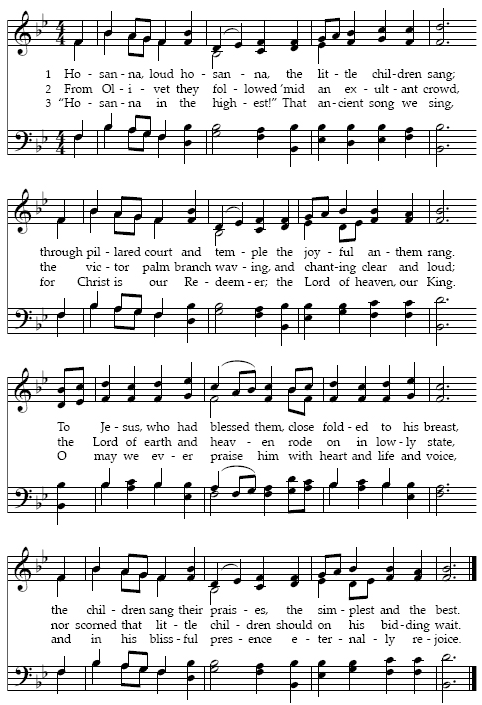 4 4
1 Ho - san - na, loud ho - san - na, the lit - tle chil-dren sang;
2 From Ol - i - vet they fol - lowed ’mid an ex - ult - ant crowd,
3 “Ho - san - na in the high - est!” That an-cient song we sing,
4 4
through pil - lared court and tem - ple the joy - ful an-them rang.
the vic - tor palm branch wav - ing, and chant-ing clear and loud;
for Christ is our Re - deem - er; the Lord of heaven, our King.
To Je - sus, who had blessed them, close fold - ed to his breast,
the Lord of earth and heav - en rode on in low - ly state,
O may we ev - er praise him with heart and life and voice,
the chil - dren sang their prais - es, the sim - plest and the best.
nor scorned that lit - tle chil - dren should on his bid - ding wait.
and in his bliss - ful pres - ence e - ter - nal - ly re - joice.